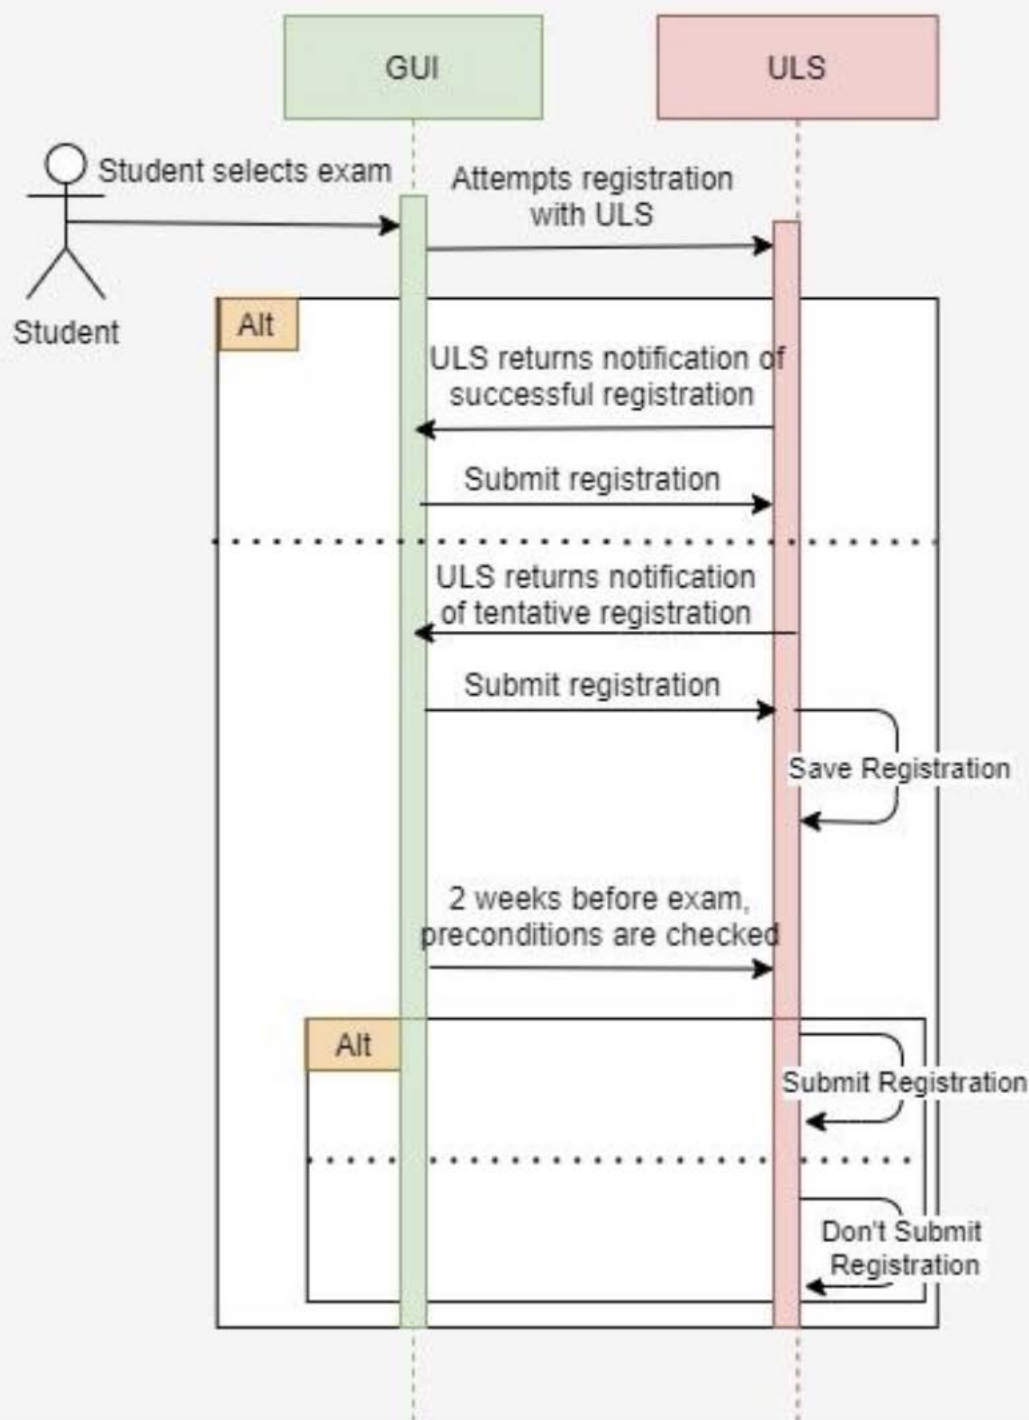 GUI
ULS
Student selects exam
Attempts registration
with ULS
Student
Alt
ULS returns notification of
successful registration
Submit registration
ULS returns notification
of tentative registration
Submit registration
Save Registration
2 weeks before exam,
preconditions are checked
Alt
Submit Registration
Don't Submit
Registration